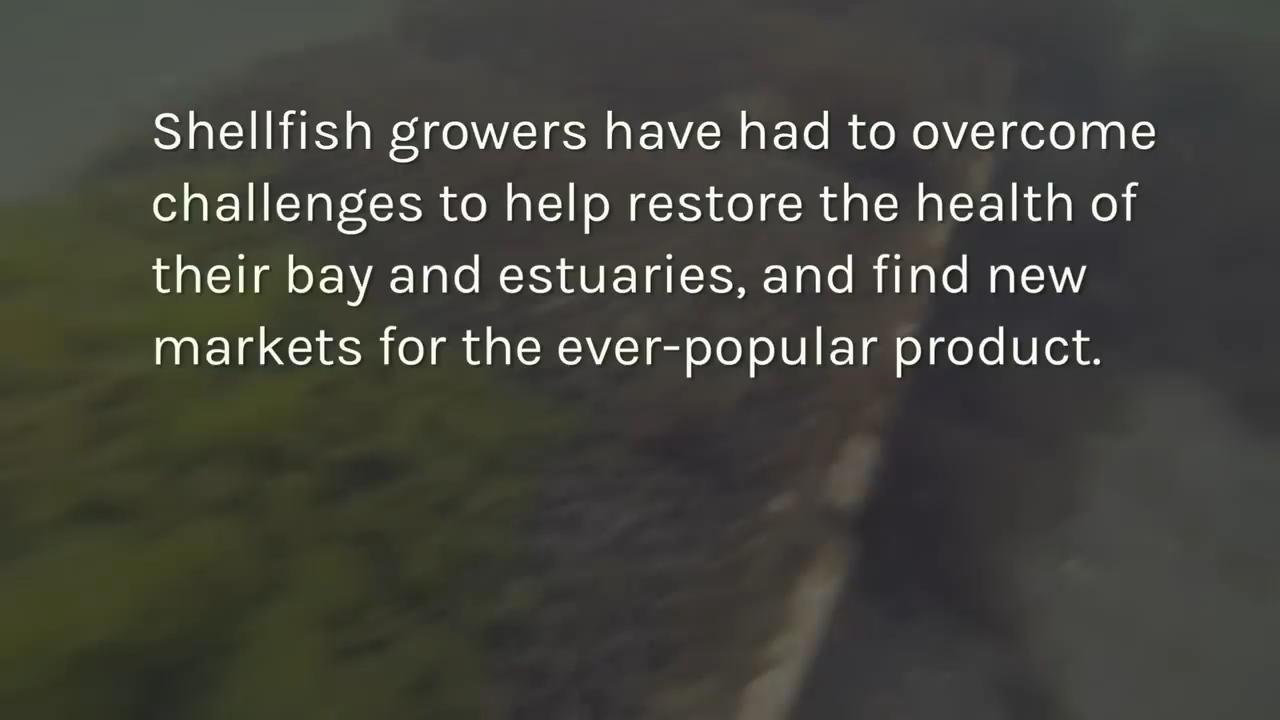 Shellfish growers have had to overcome
challenges to help restore the health of
their bay and estuaries, and find new
markets for the ever-popular product.